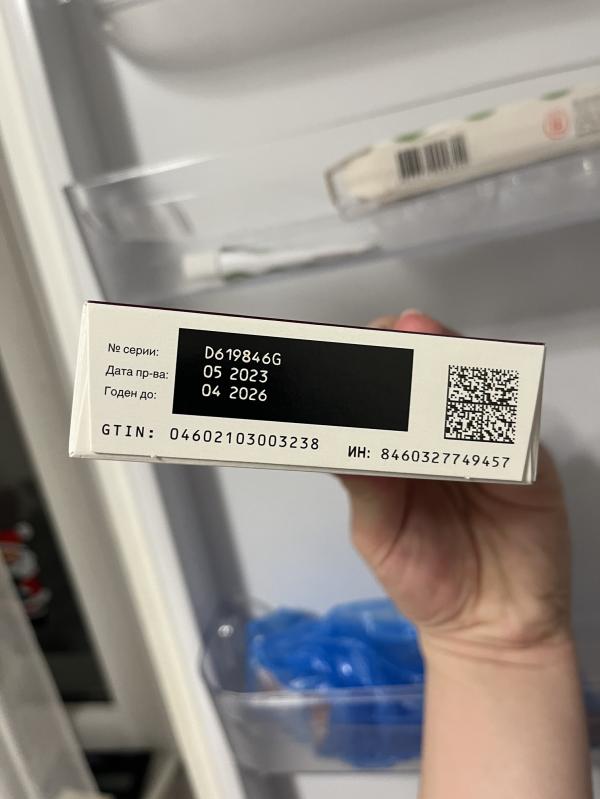 № серии: D619846G
Дата пр-ва: 05 2023
Годен до: 04 2026
GTIN: 04602103003238 ИН: 8460327749457